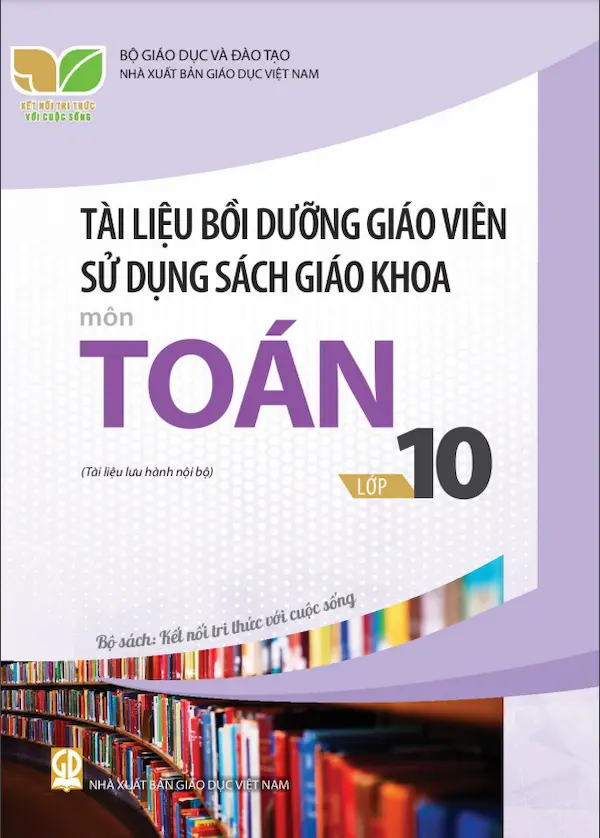 BỘ GIÁO DỤC VÀ ĐÀO TẠO
NHÀ XUẤT BẢN GIÁO DỤC VIỆT NAM
KẾT NỐI TRI THỨC
VỚI CUỘC SỐNG
TÀI LIỆU BỒI DƯỠNG GIÁO VIÊN
SỬ DỤNG SÁCH GIÁO KHOA
môn
TOÁN
(Tài liệu lưu hành nội bộ)
LỚP 10
Bộ sách: Kết nối tri thức với cuộc sống
NHÀ XUẤT BẢN GIÁO DỤC VIỆT NAM